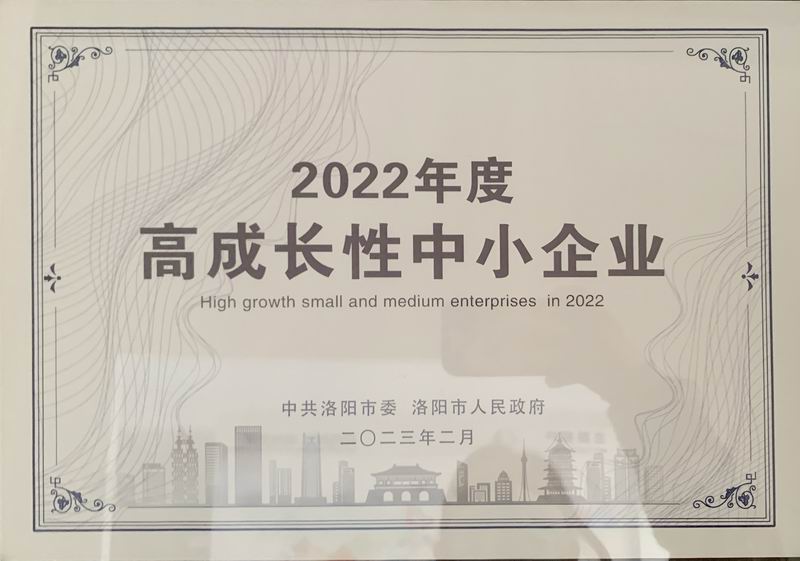 2022年度
高成长性中小企业
High growth small and medium enterprises in 2022
中共洛阳市委 洛阳市人民政府
二〇二三年二月